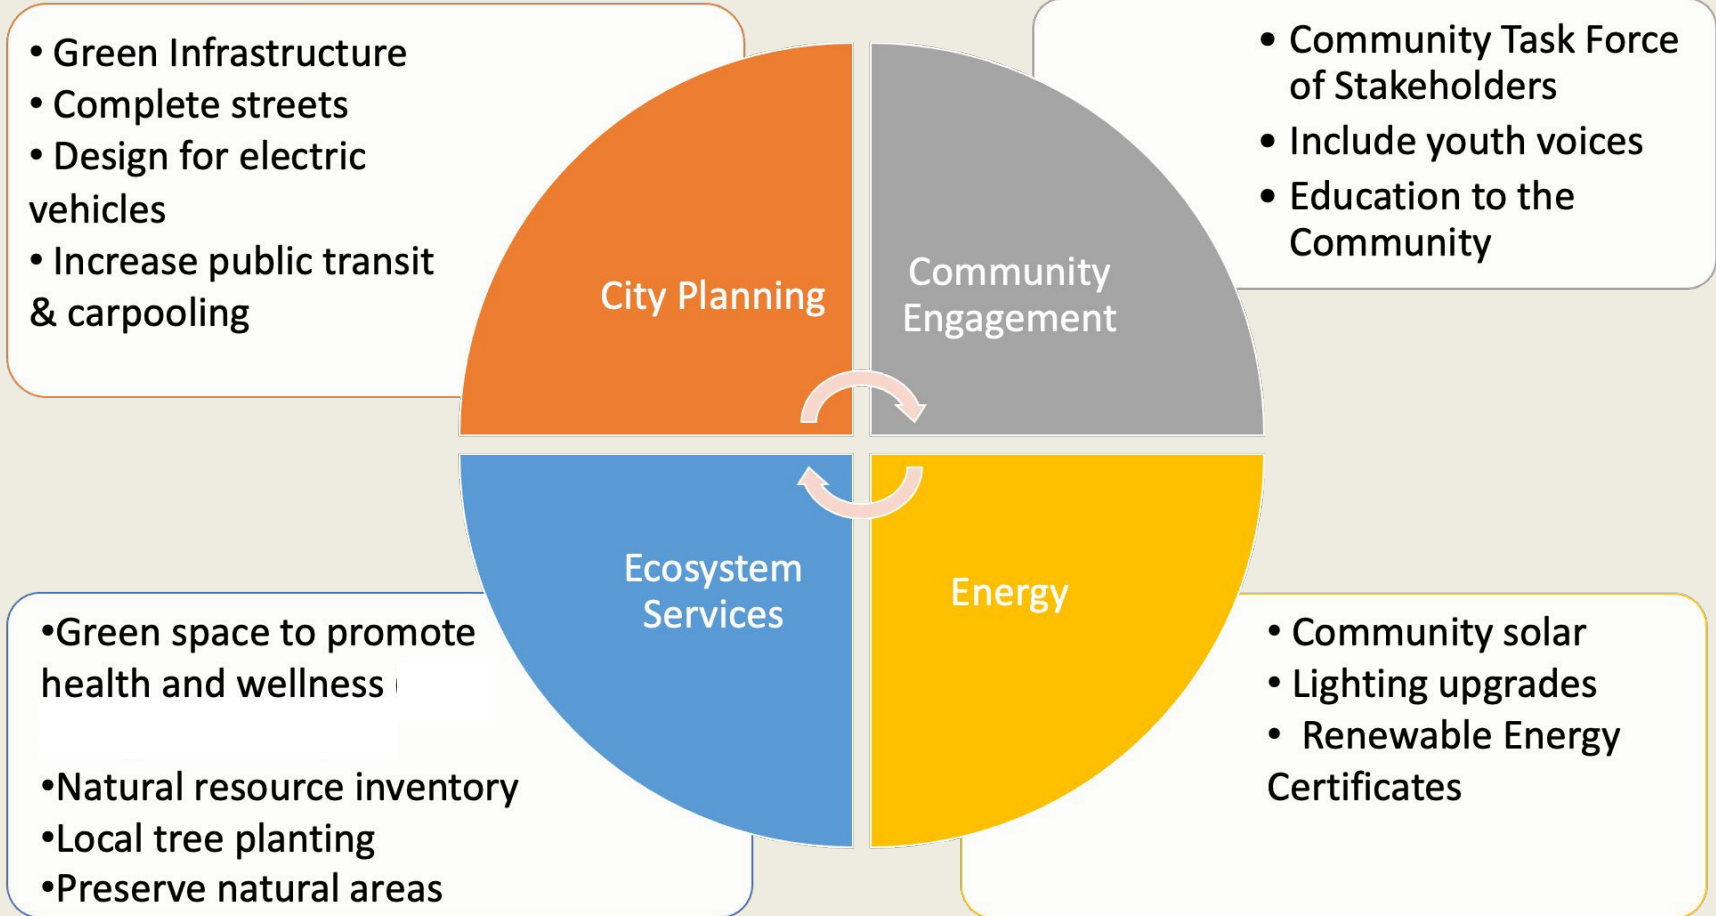 • Green Infrastructure
• Complete streets
• Design for electric
vehicles
• Increase public transit
& carpooling
City Planning
• Community Task Force
of Stakeholders
• Include youth voices
• Education to the
Community
Community
Engagement
•Green space to promote
health and wellness
•Natural resource inventory
•Local tree planting
•Preserve natural areas
Ecosystem
Services
Energy
• Community solar
• Lighting upgrades
• Renewable Energy
Certificates